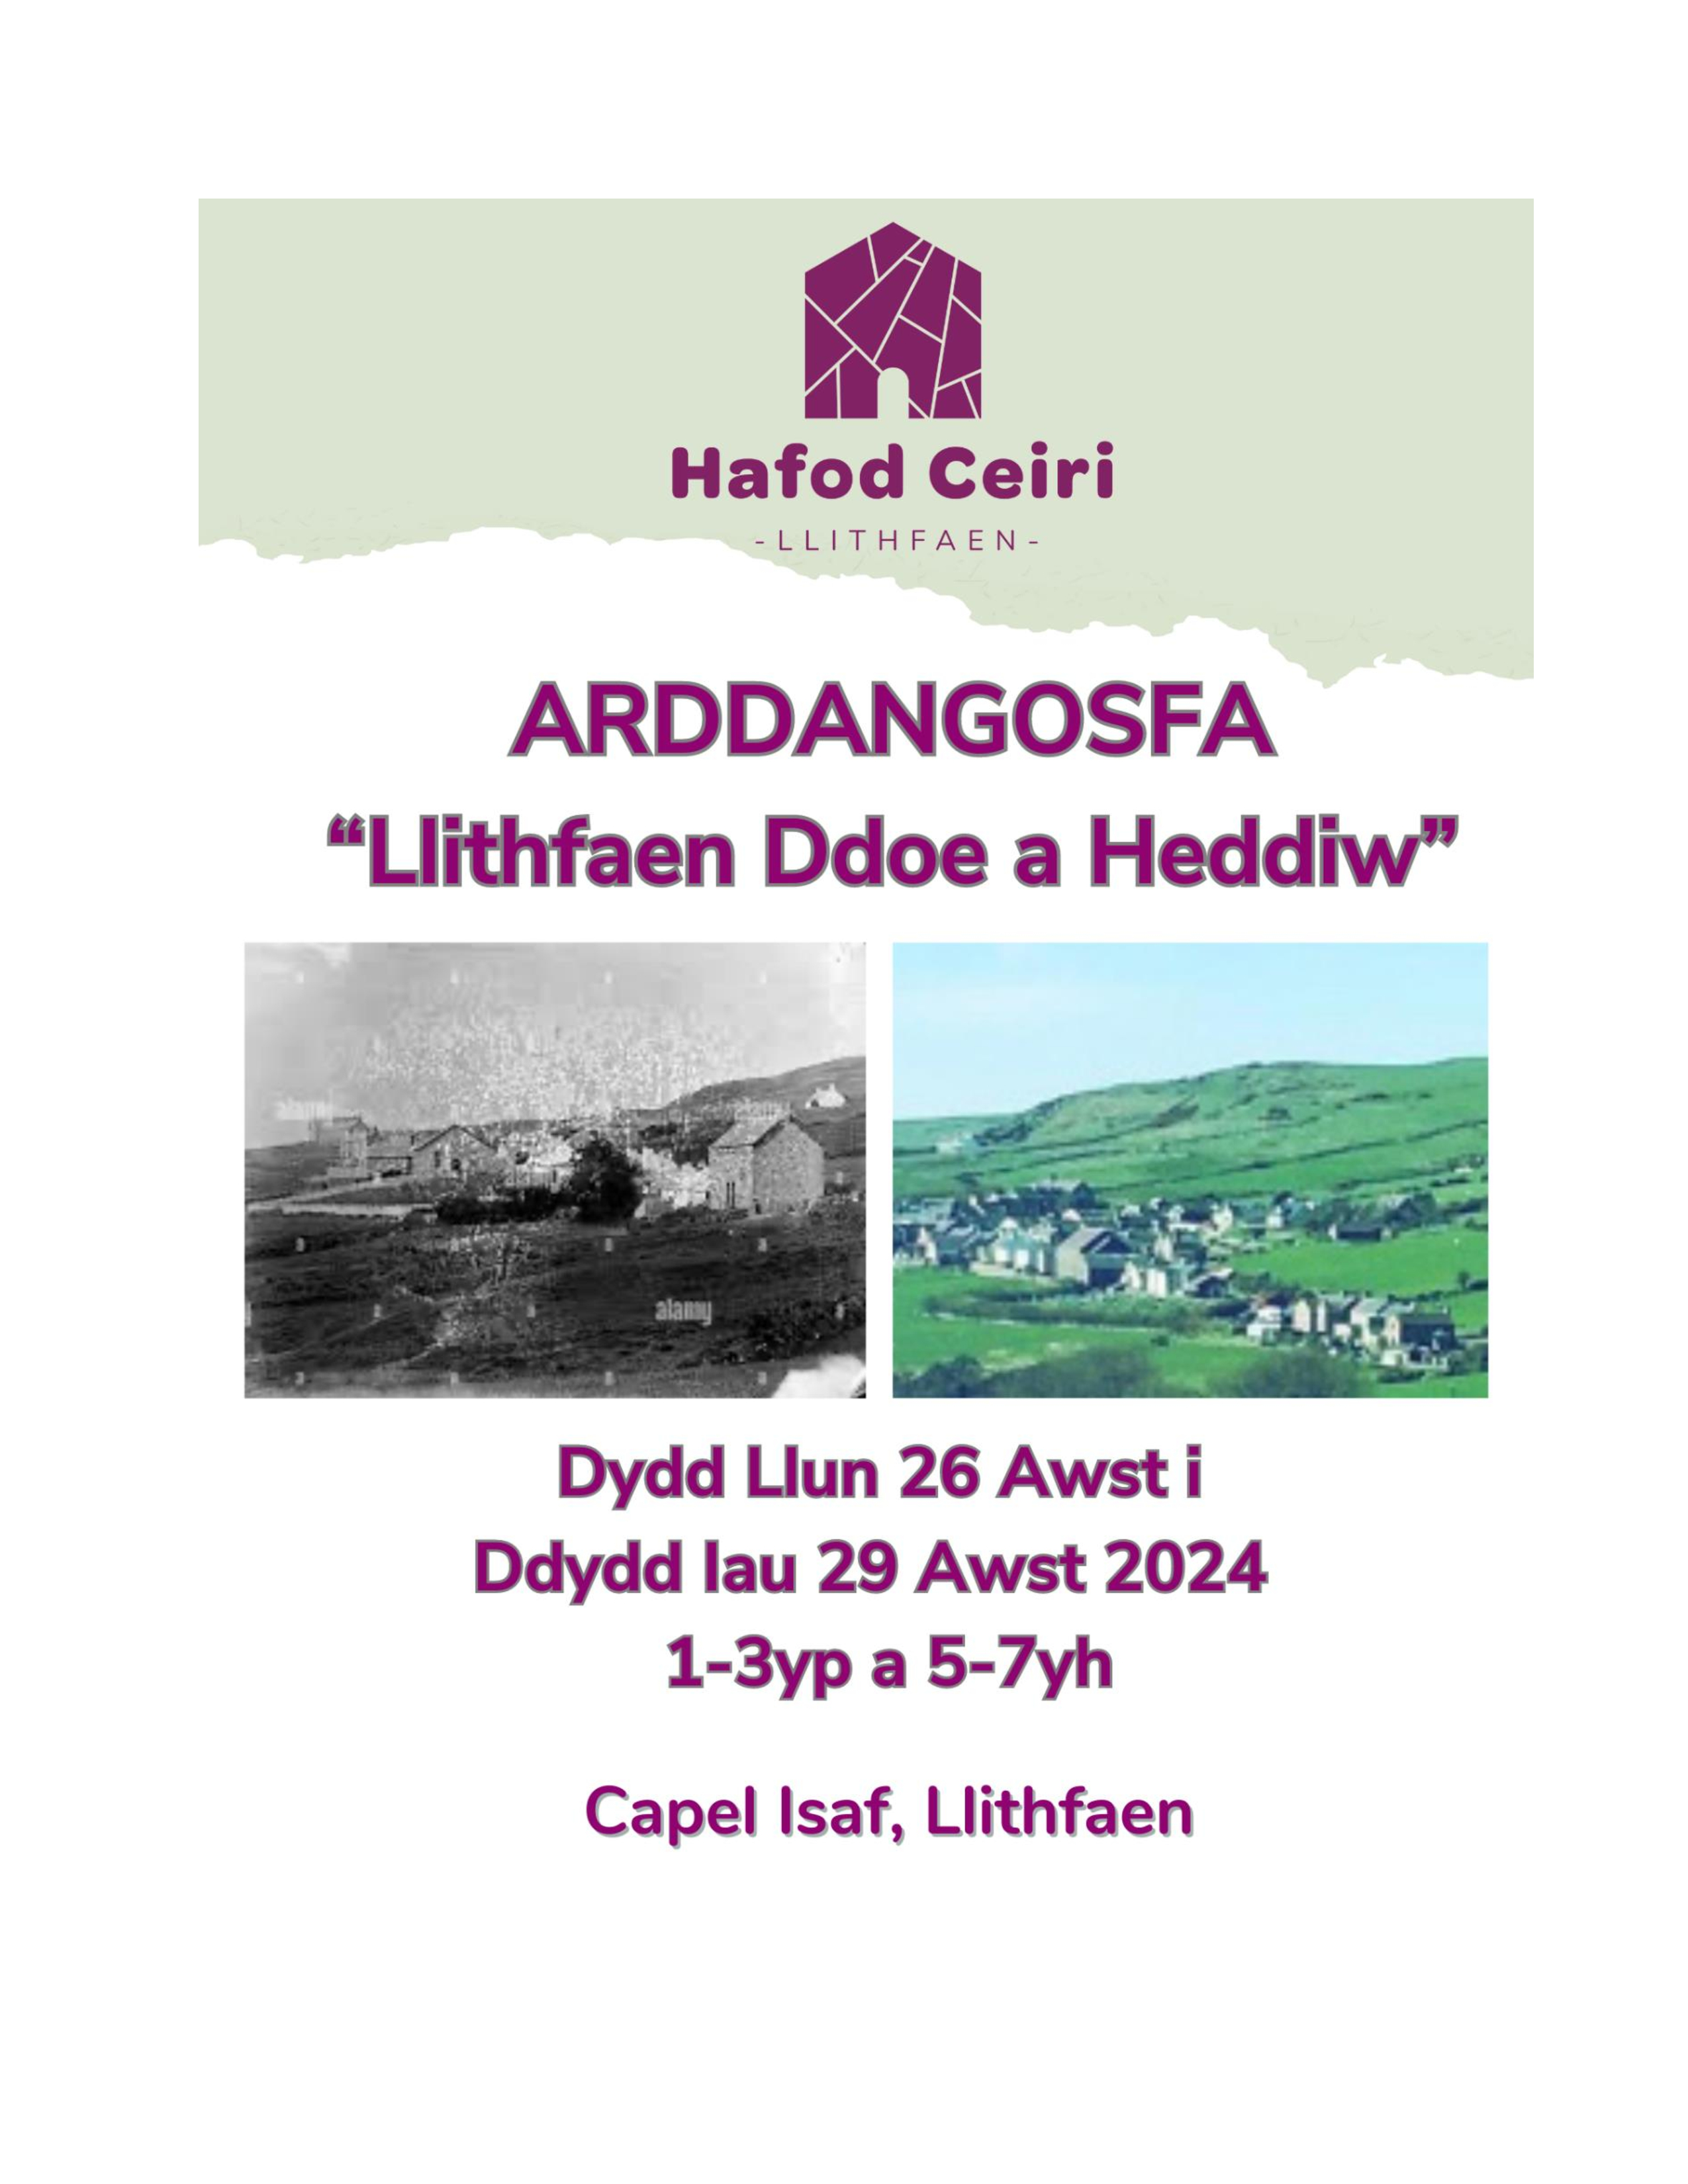 Hafod Ceiri
-LLITHFAEN-
ARDDANGOSFA
“Llithfaen Ddoe a Heddiw”
alamy
Dydd Llun 26 Awst i
Ddydd Iau 29 Awst 2024
1-3yp a 5-7yh
Capel Isaf, Llithfaen